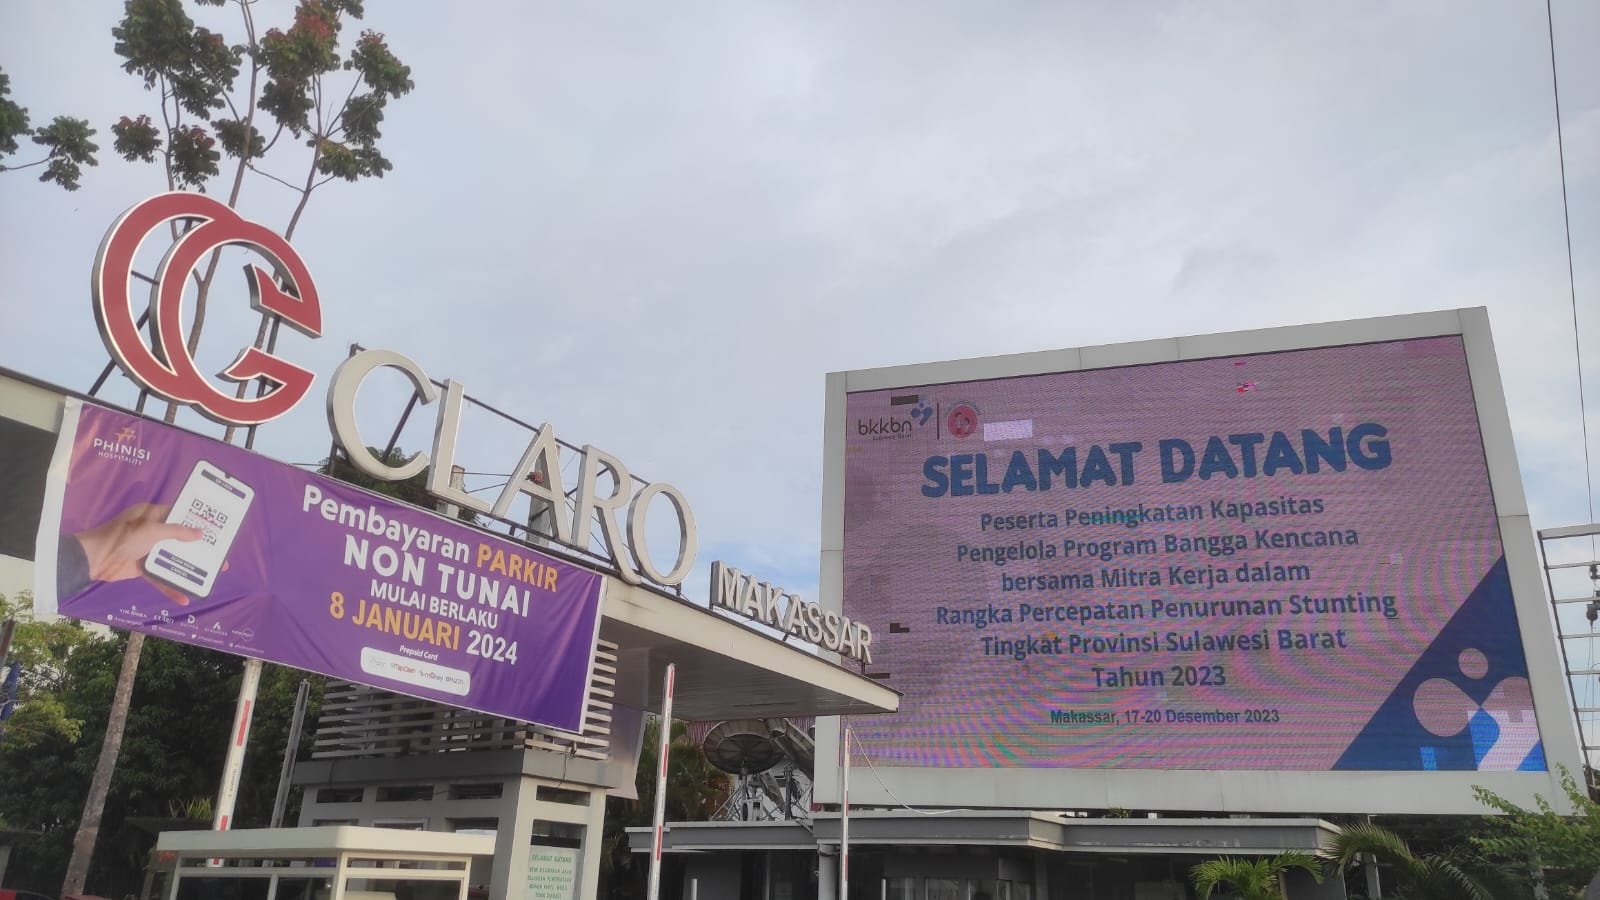 CLARO
MAKASSAR
PHINISI
HOSPITALITY
Pembayaran PARKIR
NON TUNAI
MULAI BERLAKU
8 JANUARI 2024
Prepaid Card
bkkbn
SELAMAT DATANG
Peserta Peningkatan Kapasitas
Pengelola Program Bangga Kencana
bersama Mitra Kerja dalam
Rangka Percepatan Penurunan Stunting
Tingkat Provinsi Sulawesi Barat
Tahun 2023
Makassar, 17-20 Desember 2023
SELAMAT DATANG